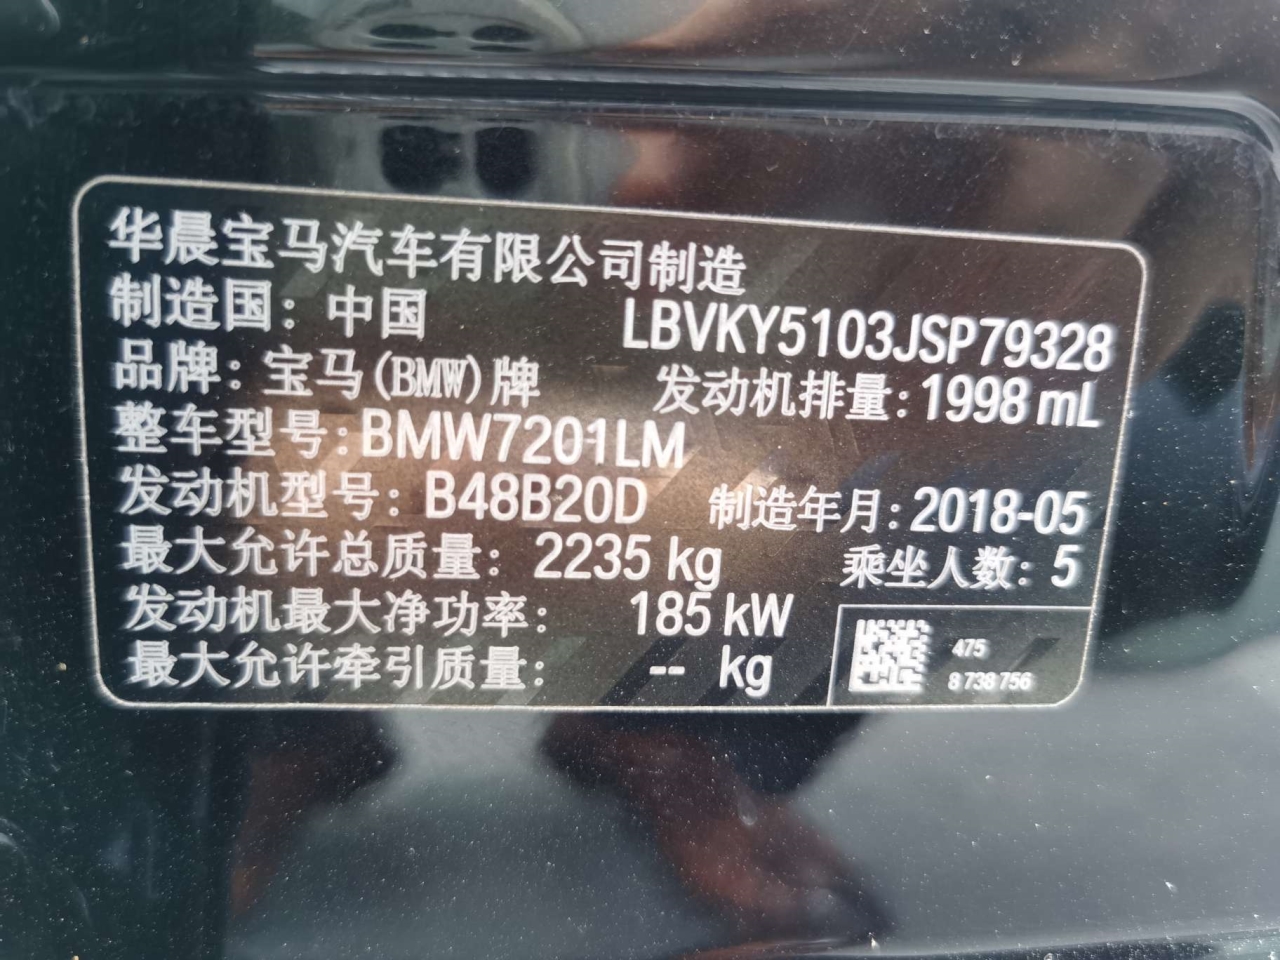 华晨宝马汽车有限公司制造
制造国：中国 LBVKY5103JSP79328
品牌：宝马(BMW)牌 发动机排量：1998 mL
整车型号：BMW7201LM
发动机型号：B48B20D 制造年月：2018-05
最大允许总质量：2235 kg 乘坐人数：5
发动机最大净功率：185 kW
最大允许牵引质量：-- kg
475
8 738 756